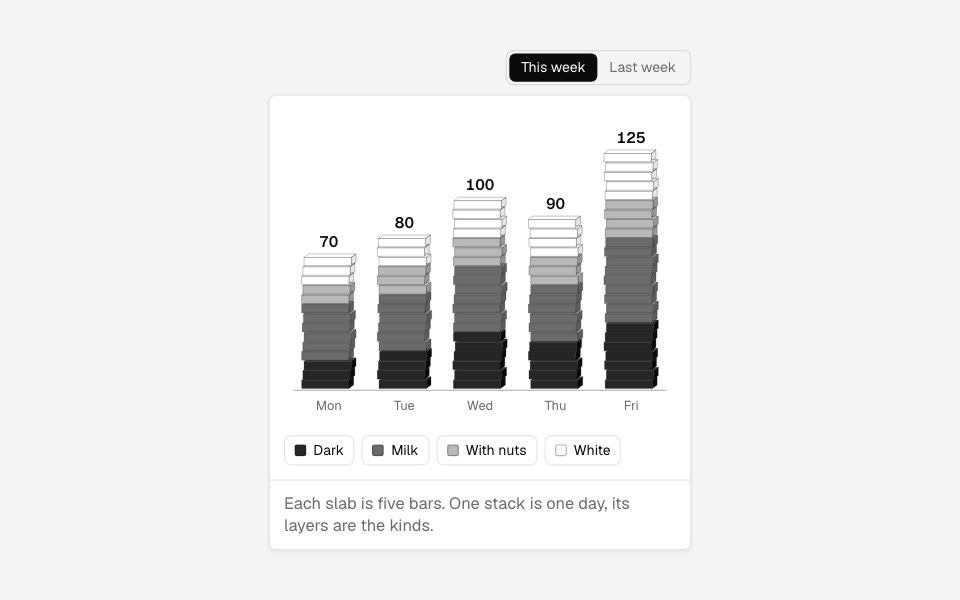 This week Last week
125
100
90
80
70
Mon Tue Wed Thu Fri
Dark Milk With nuts White
Each slab is five bars. One stack is one day, its
layers are the kinds.